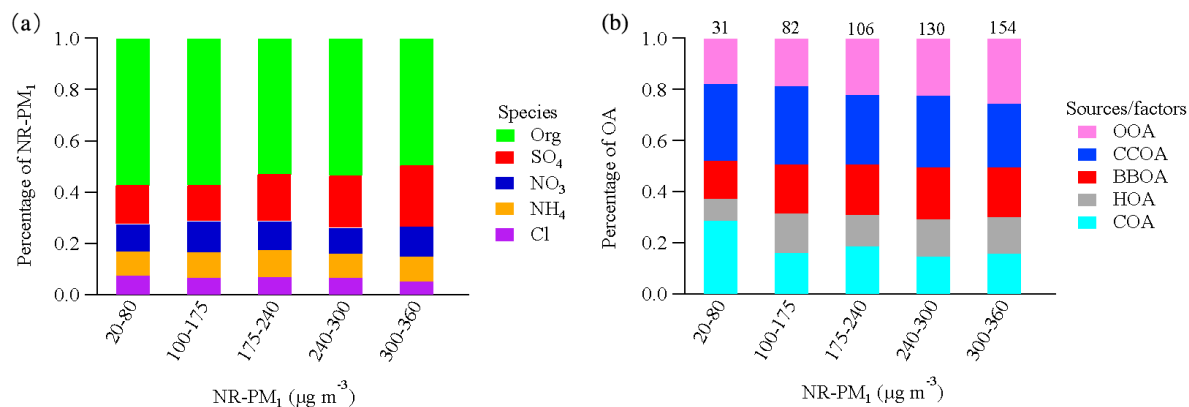 (a)
1.0
0.8
0.6
0.4
0.2
0.0
Percentage of NR-PM₁
20-80
100-175
175-240
240-300
300-360
NR-PM₁ (μg m⁻³)
Species
Org
SO₄
NO₃
NH₄
Cl
(b)
31 82 106 130 154
1.0
0.8
0.6
0.4
0.2
0.0
Percentage of OA
20-80
100-175
175-240
240-300
300-360
NR-PM₁ (μg m⁻³)
Sources/factors
OOA
CCOA
BBOA
HOA
COA